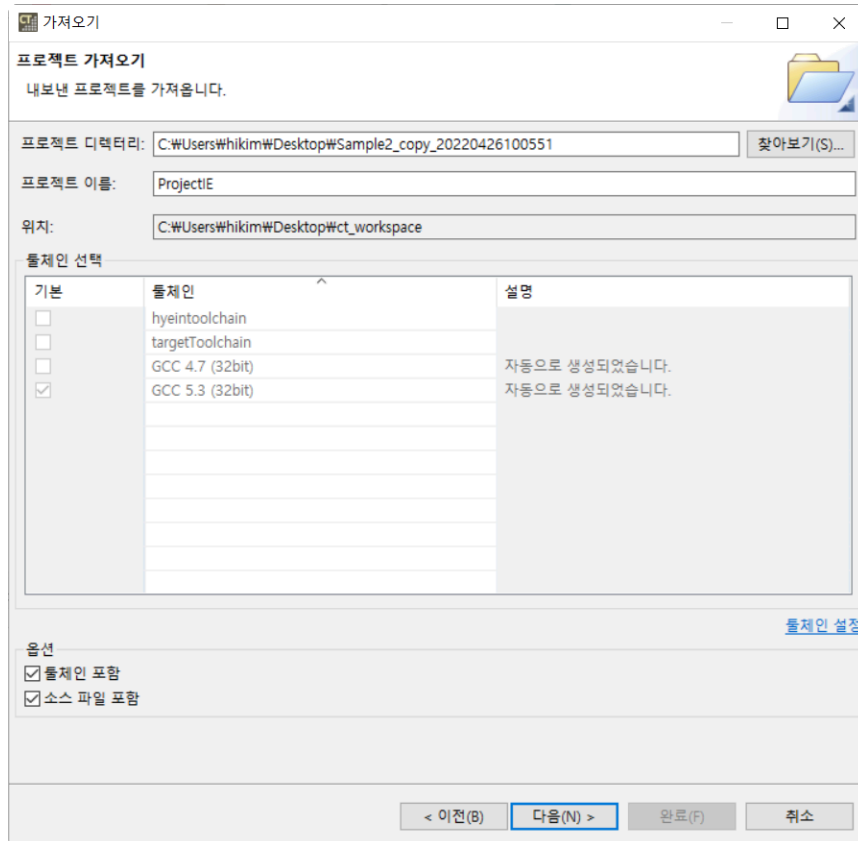 CT 가져오기
프로젝트 가져오기
내보낸 프로젝트를 가져옵니다.
프로젝트 디렉터리: C:₩Users₩hikim₩Desktop₩Sample2_copy_20220426100551 찾아보기(S)...
프로젝트 이름: ProjectIE
위치: C:₩Users₩hikim₩Desktop₩ct_workspace
툴체인 선택
기본 툴체인 설명
hyeintoolchain
targetToolchain
GCC 4.7 (32bit) 자동으로 생성되었습니다.
GCC 5.3 (32bit) 자동으로 생성되었습니다.
툴체인 설정
옵션
툴체인 포함
소스 파일 포함
< 이전(B) 다음(N) > 완료(F) 취소